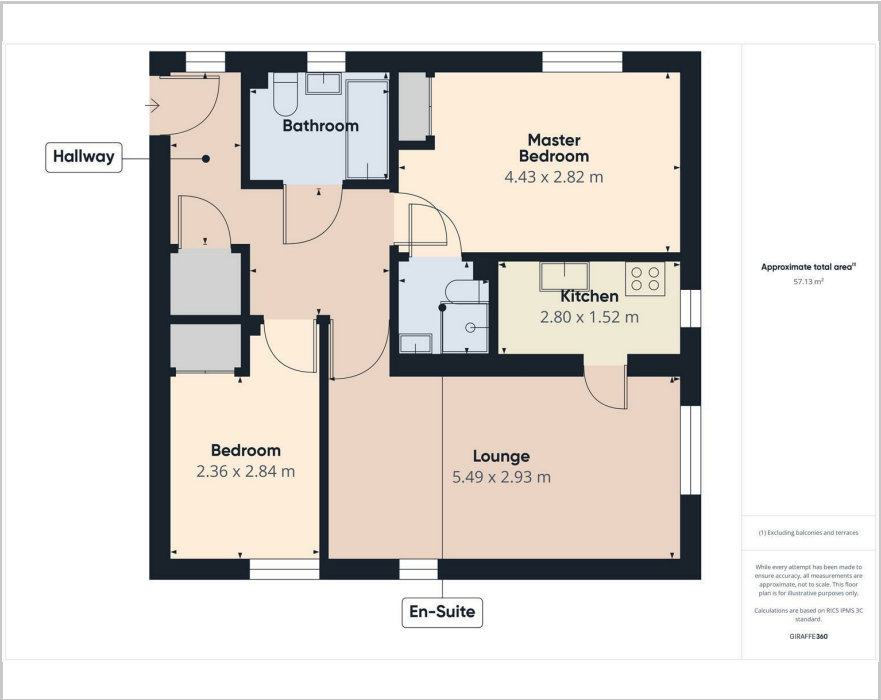 Hallway
Bathroom
Master
Bedroom
4.43 x 2.82 m
Kitchen
2.80 x 1.52 m
Bedroom
2.36 x 2.84 m
Lounge
5.49 x 2.93 m
En-Suite
Approximate total area⁽¹⁾
57.13 m²
(1) Excluding balconies and terraces
While every attempt has been made to
ensure accuracy, all measurements are
approximate, not to scale. This floor
plan is for illustrative purposes only.
Calculations are based on RICS IPMS 3C
standard.
GIRAFFE360